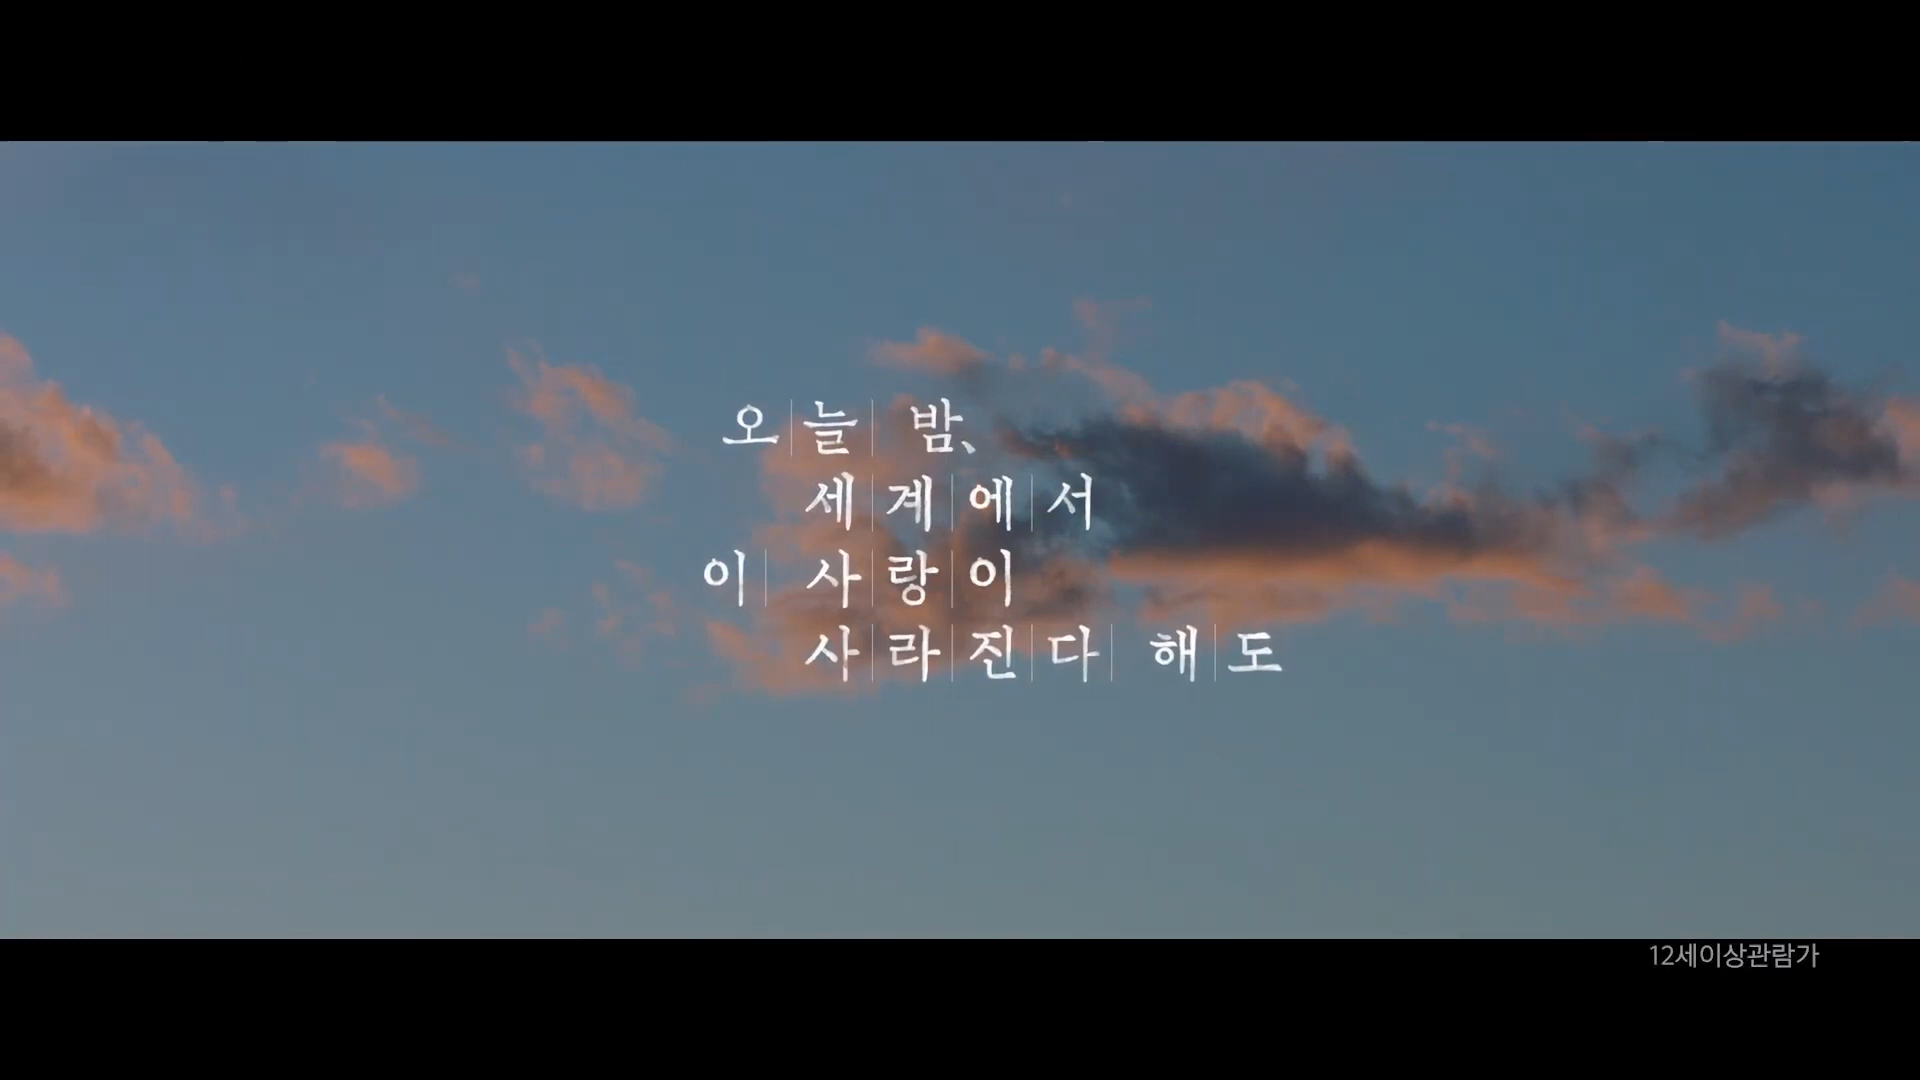 오늘 밤、
세계에서
이 사랑이
사라진다 해도
12세이상관람가